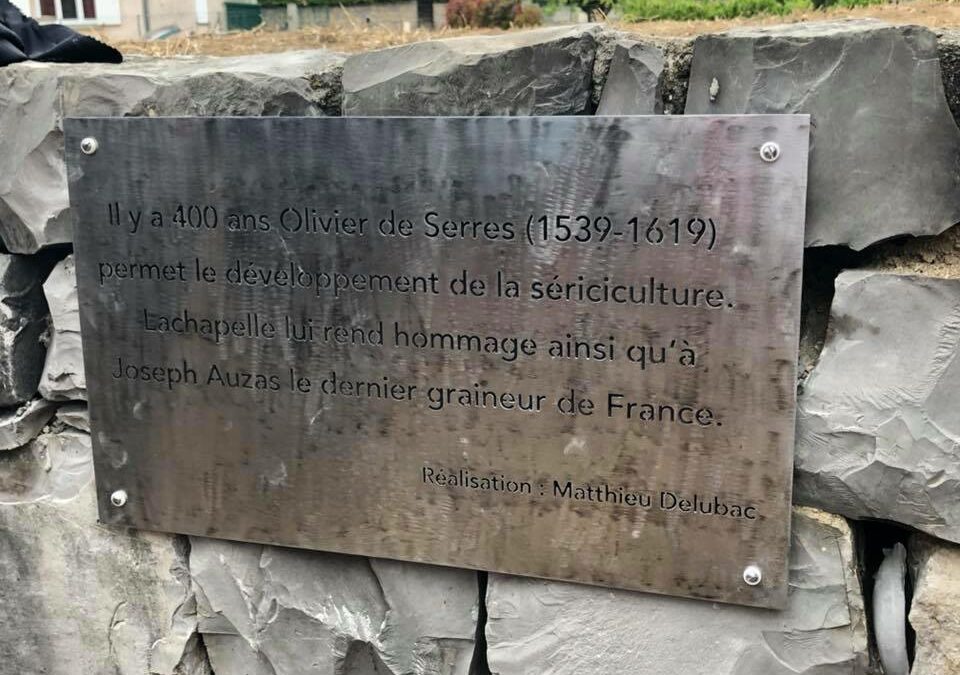 Il y a 400 ans Olivier de Serres (1539-1619)
permet le développement de la sériciculture.
Lachapelle lui rend hommage ainsi qu'à
Joseph Auzas le dernier graineur de France.
Réalisation : Matthieu Delubac